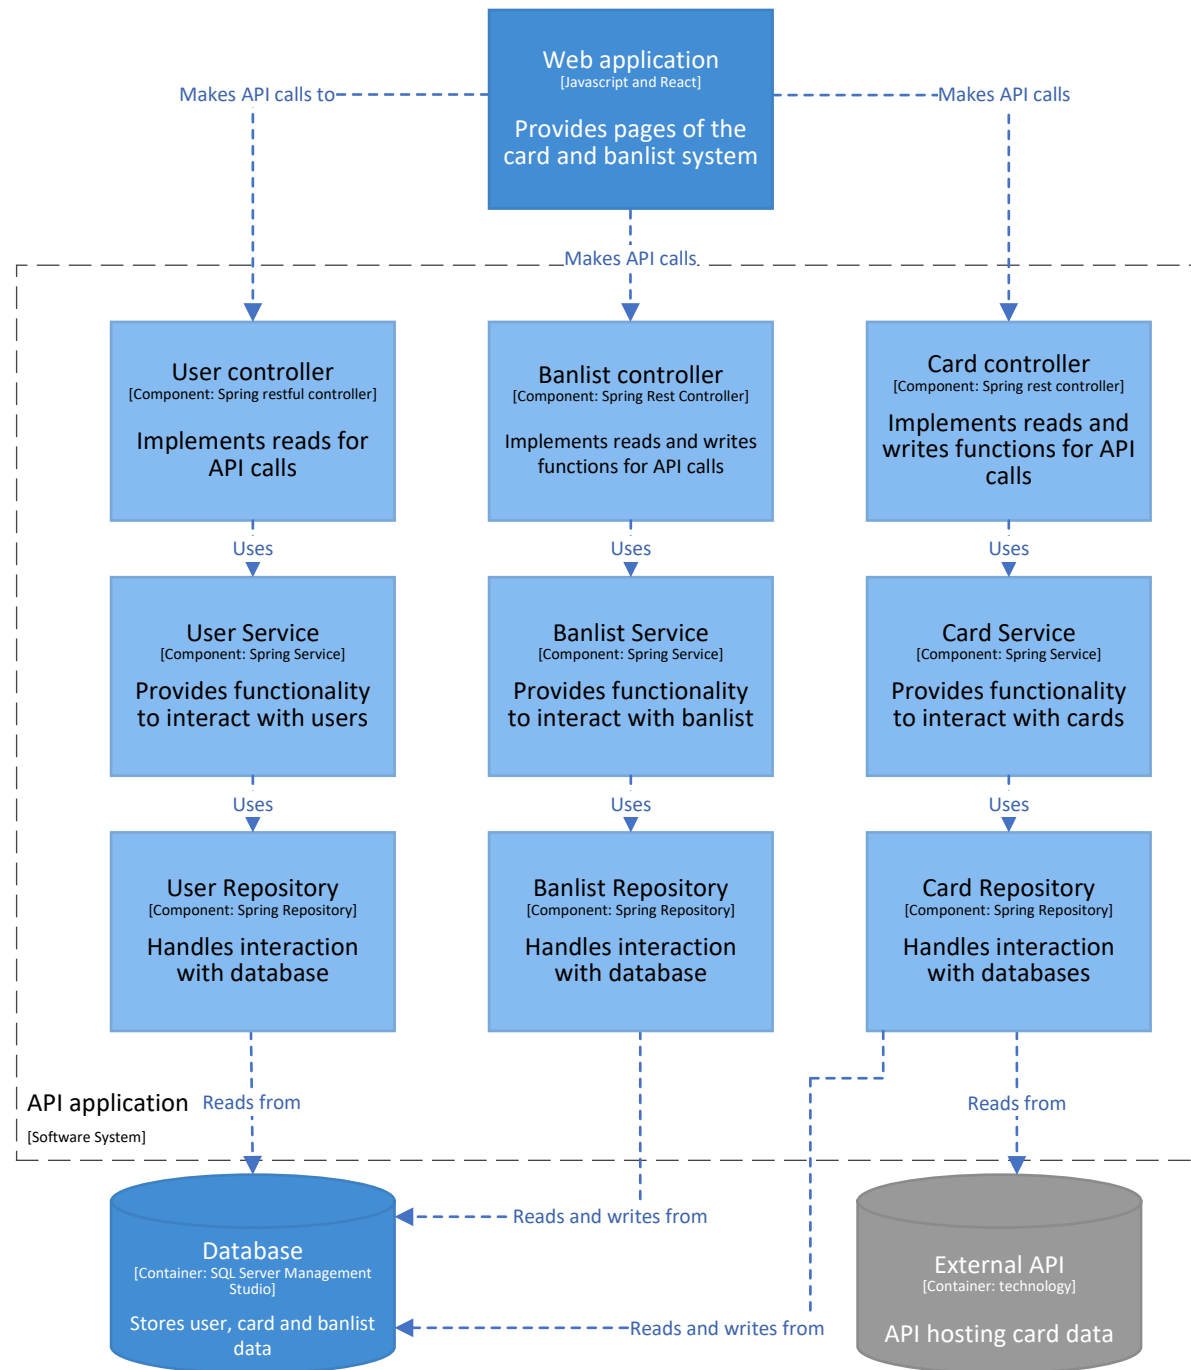 Web application
[Javascript and React]
Provides pages of the
card and banlist system
Makes API calls to
Makes API calls
Makes API calls
User controller
[Component: Spring restful controller]
Implements reads for
API calls
Banlist controller
[Component: Spring Rest Controller]
Implements reads and writes
functions for API calls
Card controller
[Component: Spring rest controller]
Implements reads and
writes functions for API
calls
Uses
Uses
Uses
User Service
[Component: Spring Service]
Provides functionality
to interact with users
Banlist Service
[Component: Spring Service]
Provides functionality
to interact with banlist
Card Service
[Component: Spring Service]
Provides functionality
to interact with cards
Uses
Uses
Uses
User Repository
[Component: Spring Repository]
Handles interaction
with database
Banlist Repository
[Component: Spring Repository]
Handles interaction
with database
Card Repository
[Component: Spring Repository]
Handles interaction
with databases
API application
[Software System]
Reads from
Reads from
Reads and writes from
Database
[Container: SQL Server Management
Studio]
Stores user, card and banlist
data
Reads and writes from
External API
[Container: technology]
API hosting card data